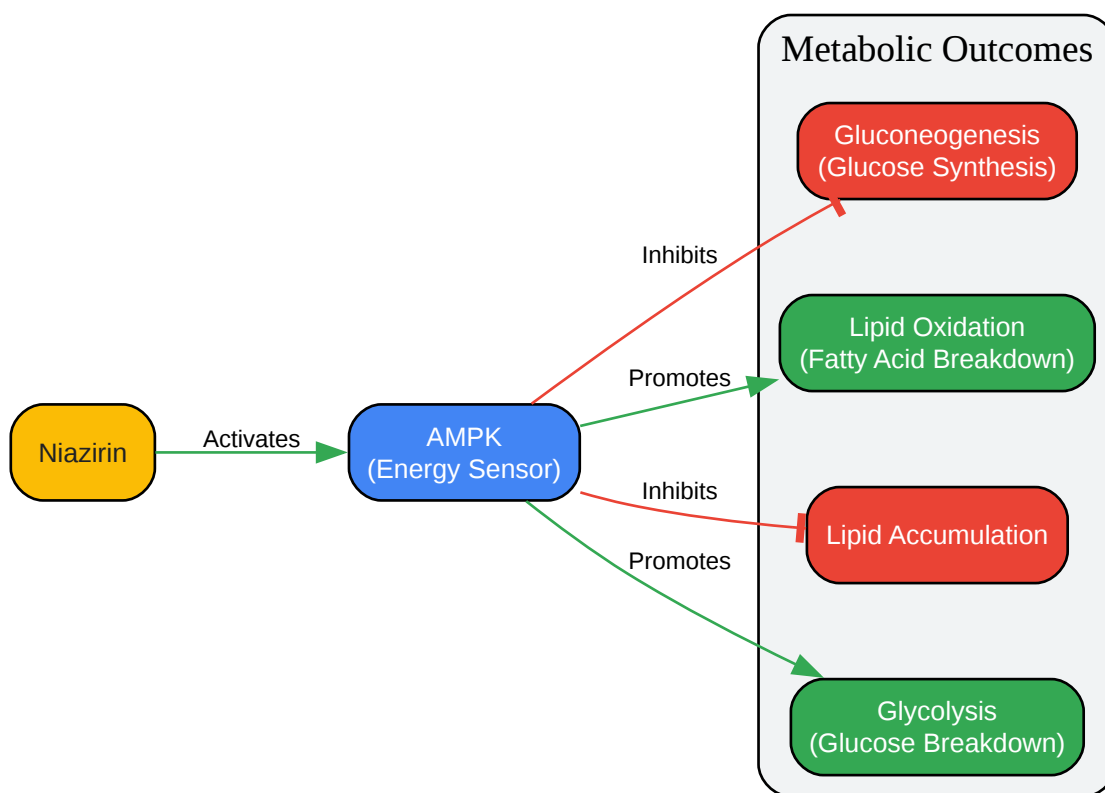 Metabolic Outcomes
Gluconeogenesis
(Glucose Synthesis)
Inhibits
Lipid Oxidation
(Fatty Acid Breakdown)
Promotes
Niazirin
Activates
AMPK
(Energy Sensor)
Inhibits
Lipid Accumulation
Promotes
Glycolysis
(Glucose Breakdown)